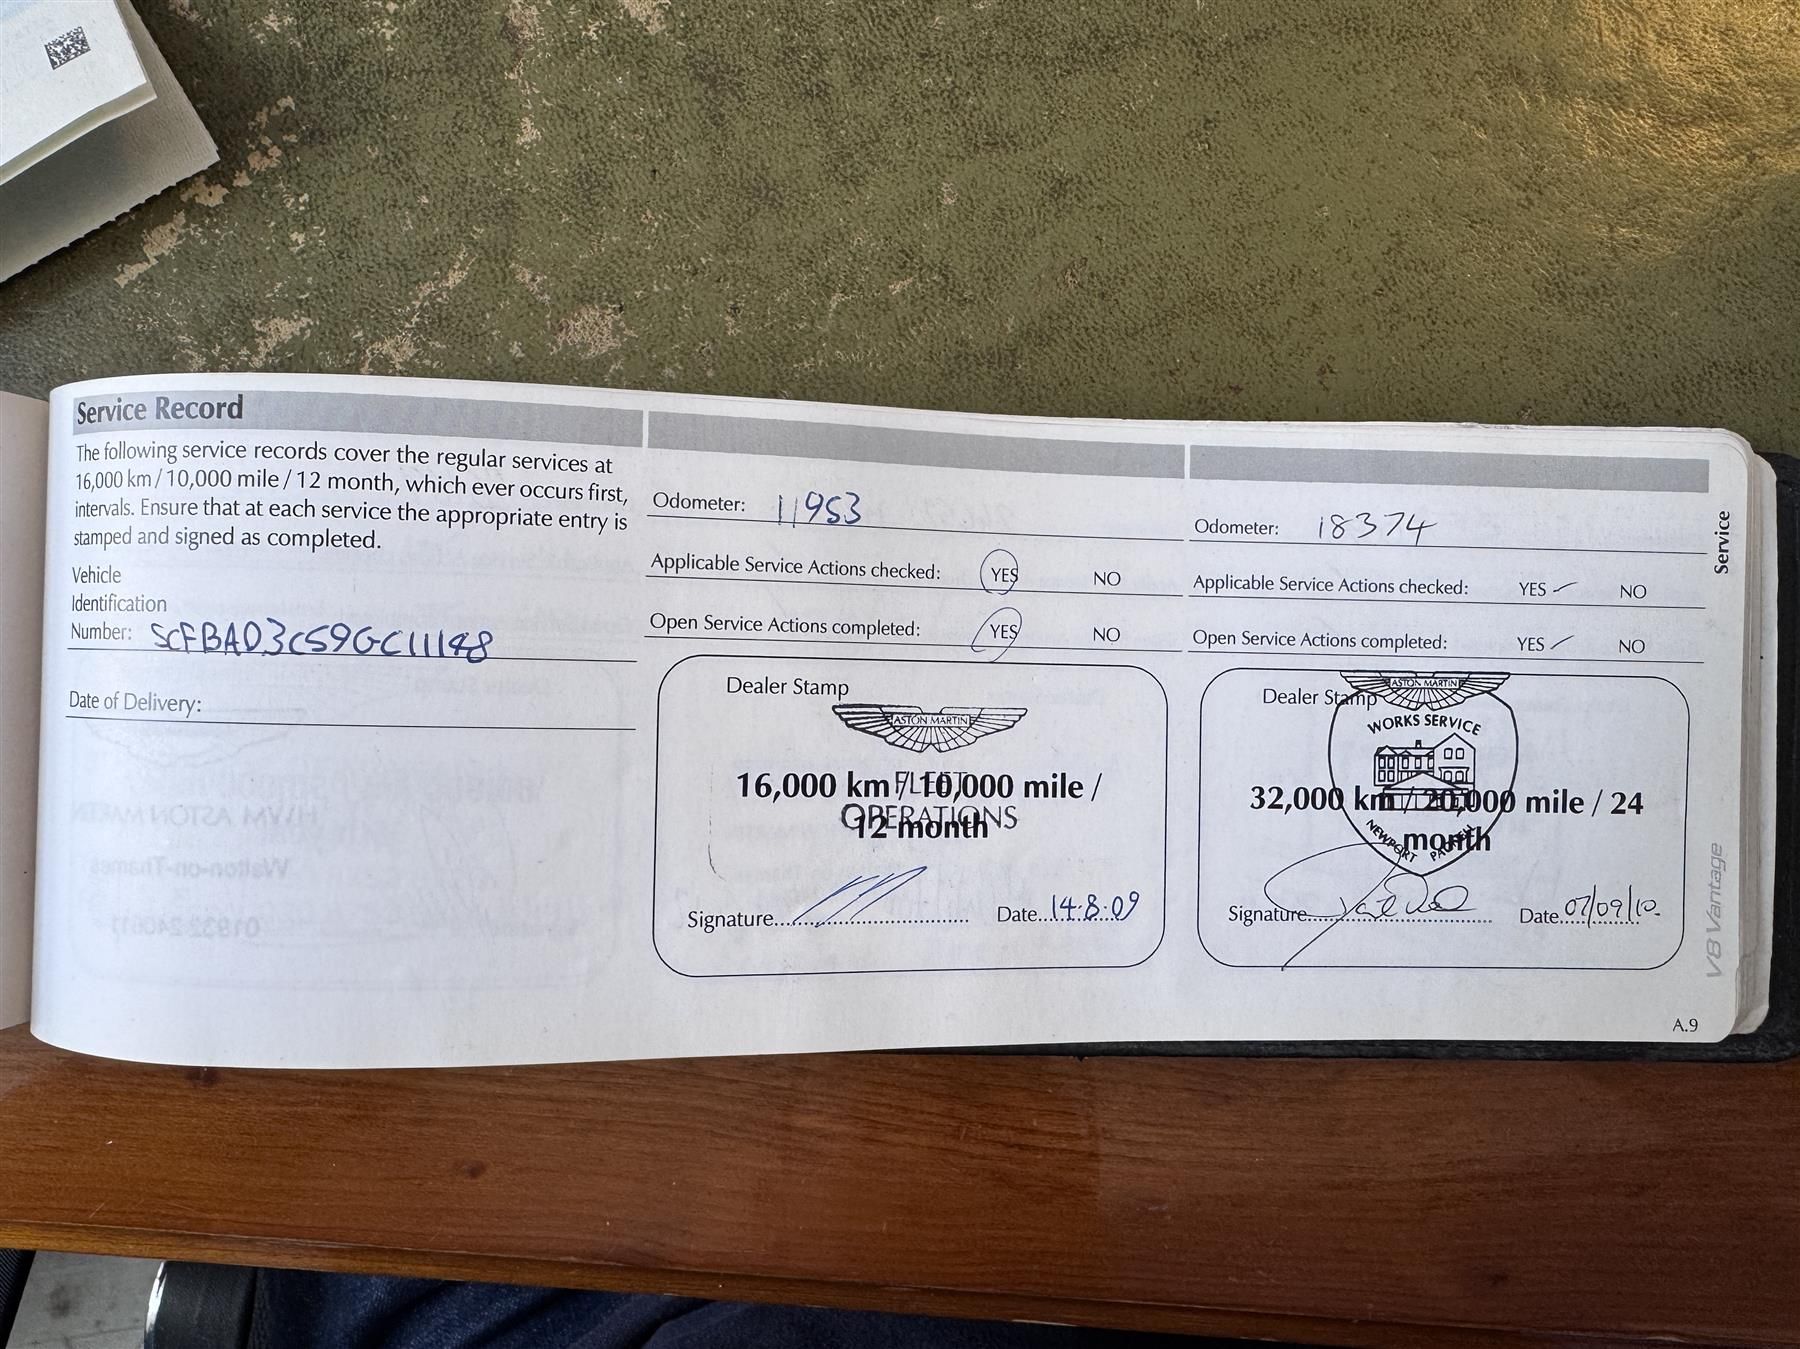 Service Record
The following service records cover the regular services at
16,000 km / 10,000 mile / 12 month, which ever occurs first,
intervals. Ensure that at each service the appropriate entry is
stamped and signed as completed.
Vehicle
Identification
Number: SCFBAD3CS9GC11148
Date of Delivery:
Odometer: 11953
Applicable Service Actions checked: YES NO
Open Service Actions completed: YES NO
Dealer Stamp
ASTON MARTIN
FLEET
OPERATIONS
16,000 km / 10,000 mile /
12 month
Signature
Date 14.8.09
Odometer: 18374
Applicable Service Actions checked: YES NO
Open Service Actions completed: YES NO
Dealer Stamp
ASTON MARTIN
WORKS SERVICE
NEWPORT PAGNELL
32,000 km / 20,000 mile / 24
month
Signature
Date 07/09/10.
Service
V8 Vantage
A.9